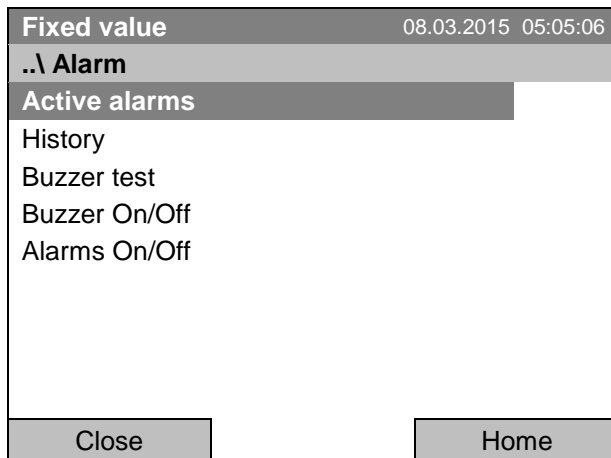 Fixed value 08.03.2015 05:05:06
..\ Alarm
Active alarms
History
Buzzer test
Buzzer On/Off
Alarms On/Off
Close Home